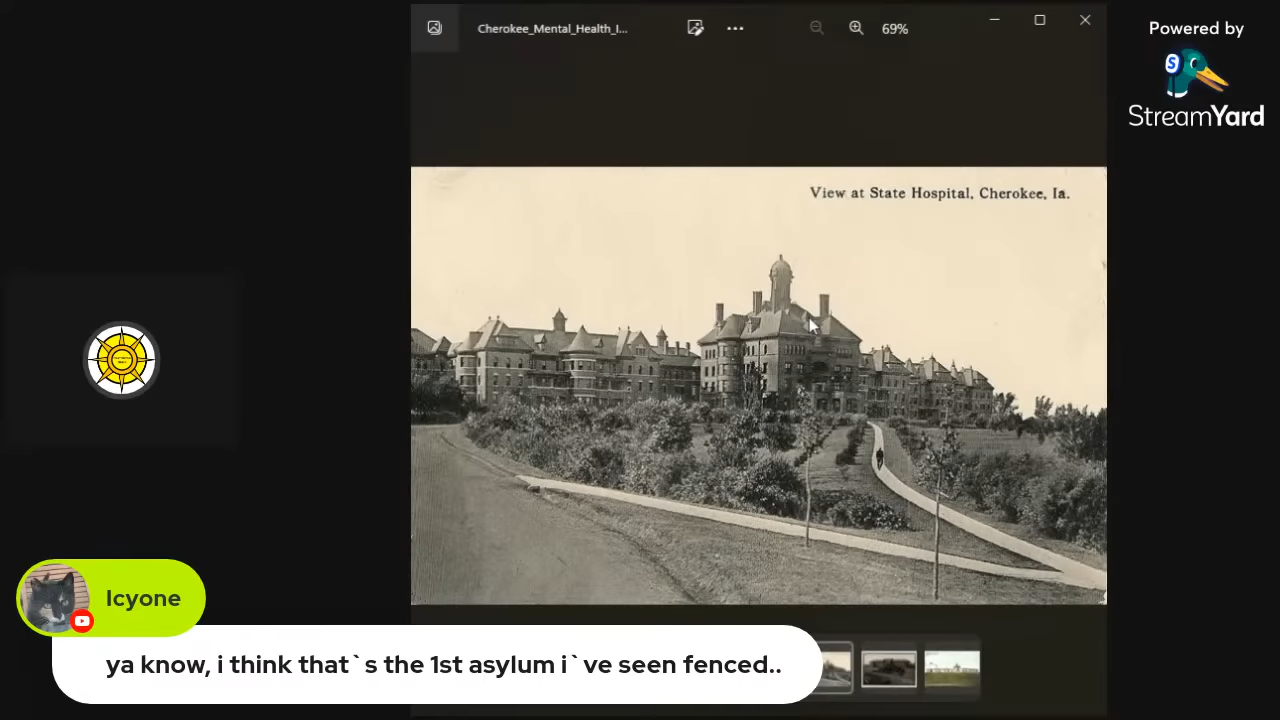 Cherokee_Mental_Health_I...
69%
Powered by
S
StreamYard
View at State Hospital, Cherokee, Ia.
Icyone
ya know, i think that`s the 1st asylum i`ve seen fenced..